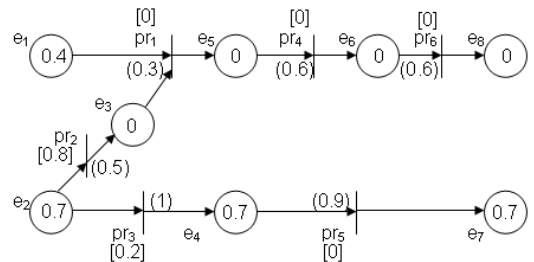 [0] [0] [0]
e₁ pr₁ e₅ pr₄ e₆ pr₆ e₈
0.4 0 0 0
(0.3) (0.6) (0.6)
e₃
0
pr₂
[0.8] (0.5)
e₂ (1) (0.9)
0.7 0.7 0.7
pr₃ e₄ pr₅ e₇
[0.2] [0]